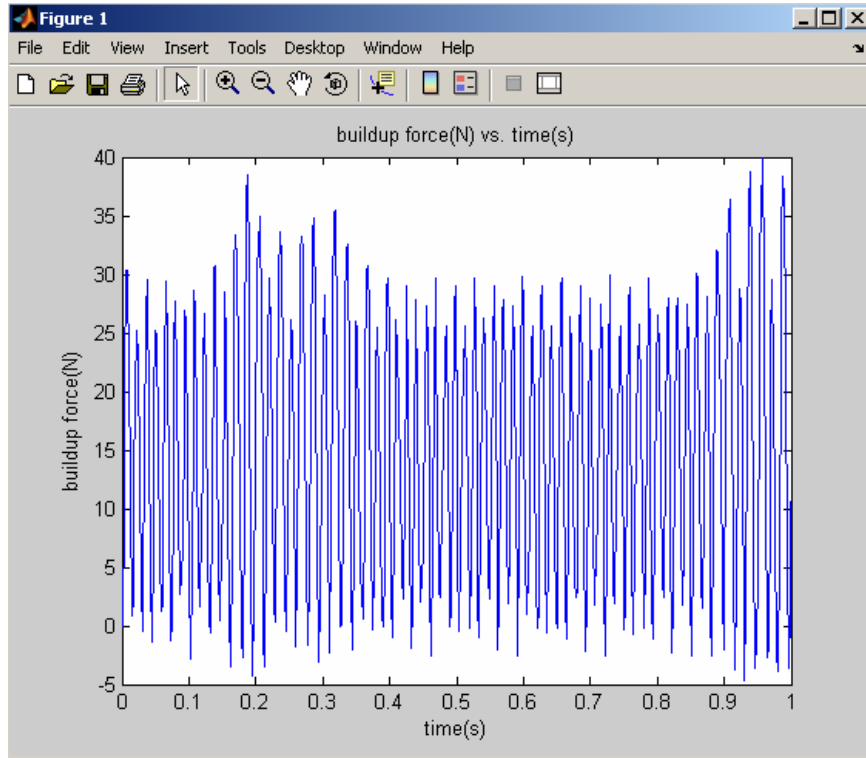 Figure 1
File Edit View Insert Tools Desktop Window Help
buildup force(N) vs. time(s)
40
35
30
25
20
15
10
5
0
-5
buildup force(N)
0 0.1 0.2 0.3 0.4 0.5 0.6 0.7 0.8 0.9 1
time(s)